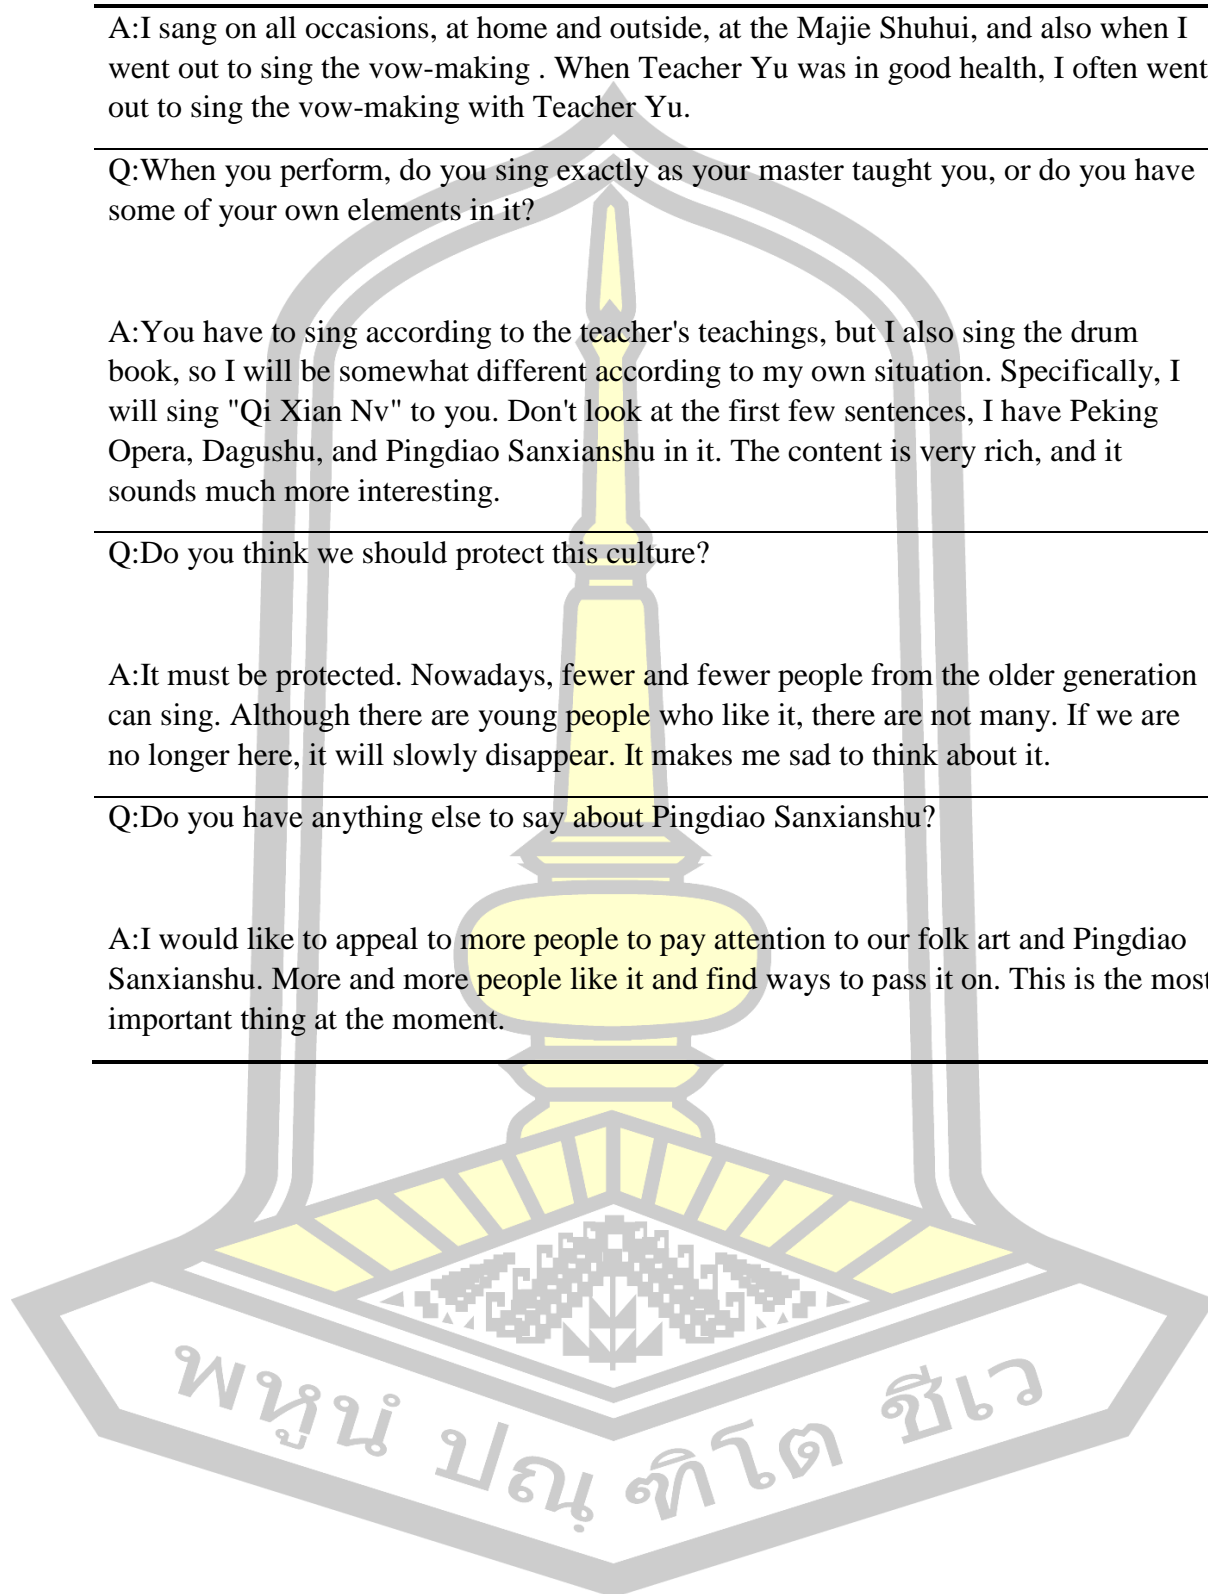 A:I sang on all occasions, at home and outside, at the Majie Shuhui, and also when I
went out to sing the vow-making . When Teacher Yu was in good health, I often went
out to sing the vow-making with Teacher Yu.
Q:When you perform, do you sing exactly as your master taught you, or do you have
some of your own elements in it?
A:You have to sing according to the teacher's teachings, but I also sing the drum
book, so I will be somewhat different according to my own situation. Specifically, I
will sing "Qi Xian Nv" to you. Don't look at the first few sentences, I have Peking
Opera, Dagushu, and Pingdiao Sanxianshu in it. The content is very rich, and it
sounds much more interesting.
Q:Do you think we should protect this culture?
A:It must be protected. Nowadays, fewer and fewer people from the older generation
can sing. Although there are young people who like it, there are not many. If we are
no longer here, it will slowly disappear. It makes me sad to think about it.
Q:Do you have anything else to say about Pingdiao Sanxianshu?
A:I would like to appeal to more people to pay attention to our folk art and Pingdiao
Sanxianshu. More and more people like it and find ways to pass it on. This is the most
important thing at the moment.
พหูนํ ปณฺฑิโต ชีเว